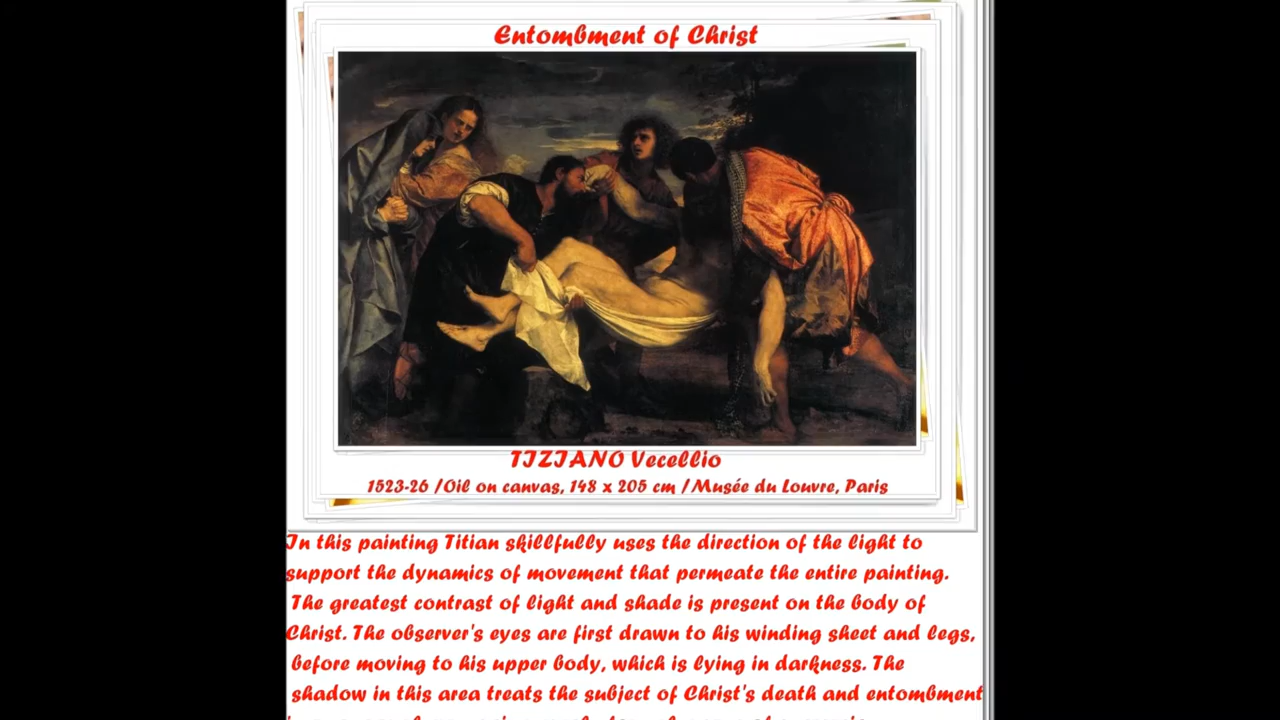 Entombment of Christ
TIZIANO Vecellio
1523-26 /Oil on canvas, 148 x 205 cm /Musée du Louvre, Paris
In this painting Titian skillfully uses the direction of the light to
support the dynamics of movement that permeate the entire painting.
The greatest contrast of light and shade is present on the body of
Christ. The observer's eyes are first drawn to his winding sheet and legs,
before moving to his upper body, which is lying in darkness. The
shadow in this area treats the subject of Christ's death and entombment